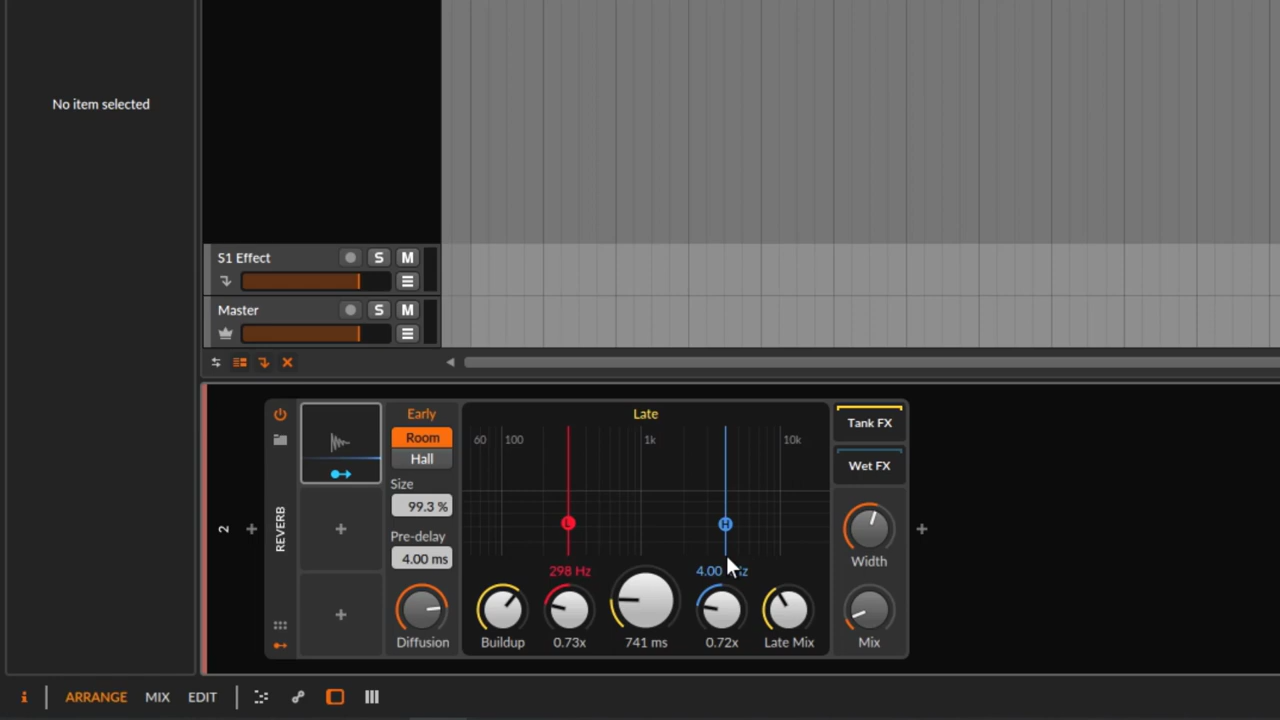 No item selected
S1 Effect
S M
Master
S M
Early
Late
Tank FX
Room
Hall
60 100 1k 10k
Wet FX
Size
99.3 %
L
H
REVERB
2
Pre-delay
4.00 ms
Width
298 Hz
4.00
Diffusion
Buildup
0.73x
741 ms
0.72x
Late Mix
Mix
ARRANGE MIX EDIT